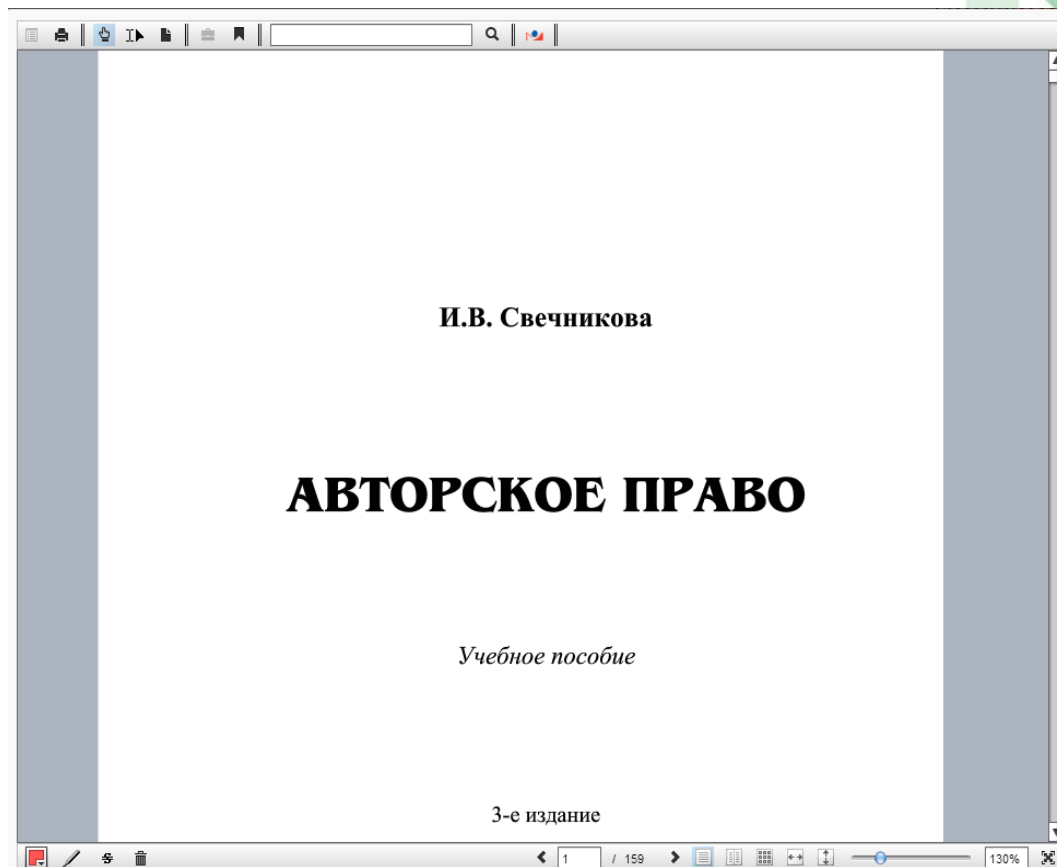 И.В. Свечникова
АВТОРСКОЕ ПРАВО
Учебное пособие
3-е издание
1 / 159
130%